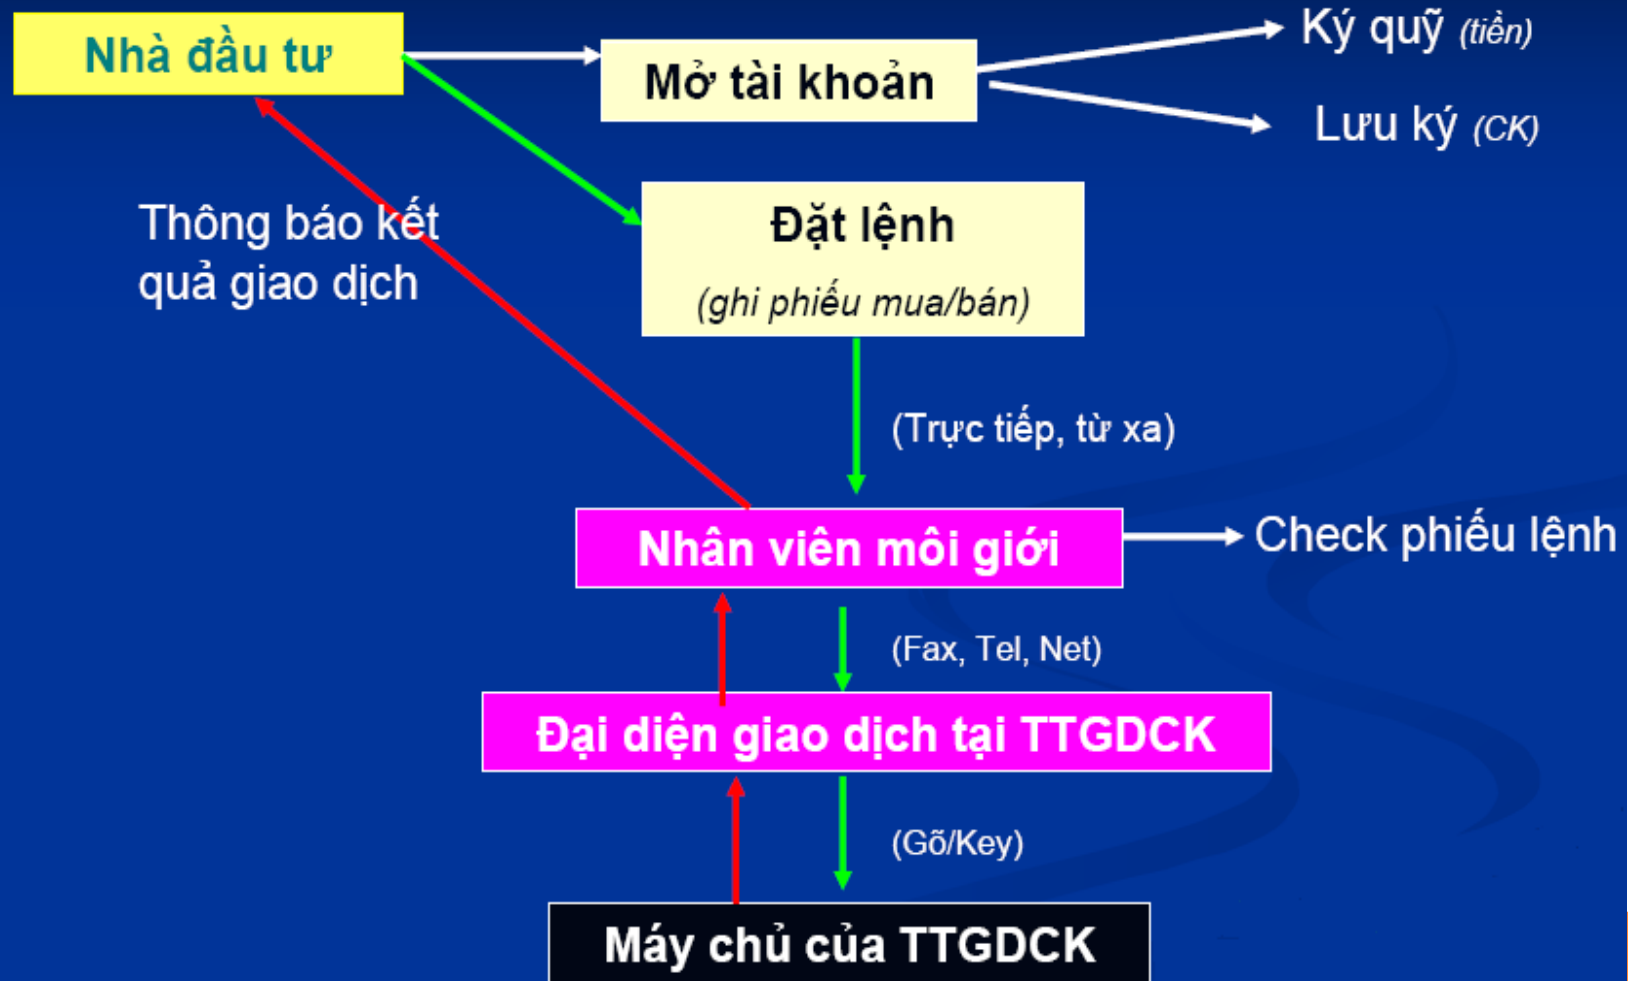 Nhà đầu tư
Mở tài khoản
Ký quỹ (tiền)
Lưu ký (CK)
Thông báo kết
quả giao dịch
Đặt lệnh
(ghi phiếu mua/bán)
(Trực tiếp, từ xa)
Nhân viên môi giới
Check phiếu lệnh
(Fax, Tel, Net)
Đại diện giao dịch tại TTGDCK
(Gõ/Key)
Máy chủ của TTGDCK